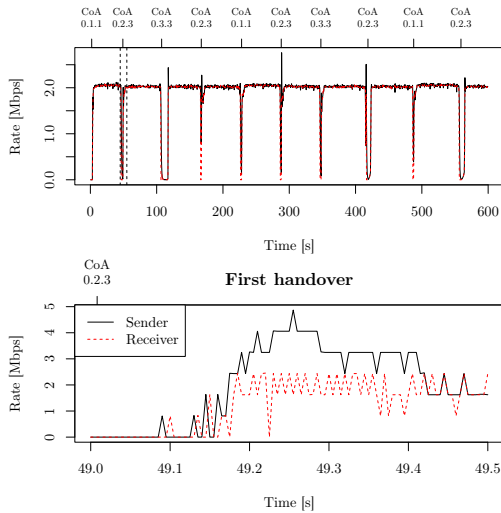 CoA CoA CoA CoA CoA CoA CoA CoA CoA CoA
0.1.1 0.2.3 3.3.3 0.2.3 0.1.1 0.2.3 0.3.3 0.2.3 0.1.1 0.2.3
Rate [Mbps]
0.0 1.0 2.0
0 100 200 300 400 500 600
Time [s]
CoA
0.2.3
First handover
Sender
Receiver
Rate [Mbps]
0 1 2 3 4 5
49.0 49.1 49.2 49.3 49.4 49.5
Time [s]